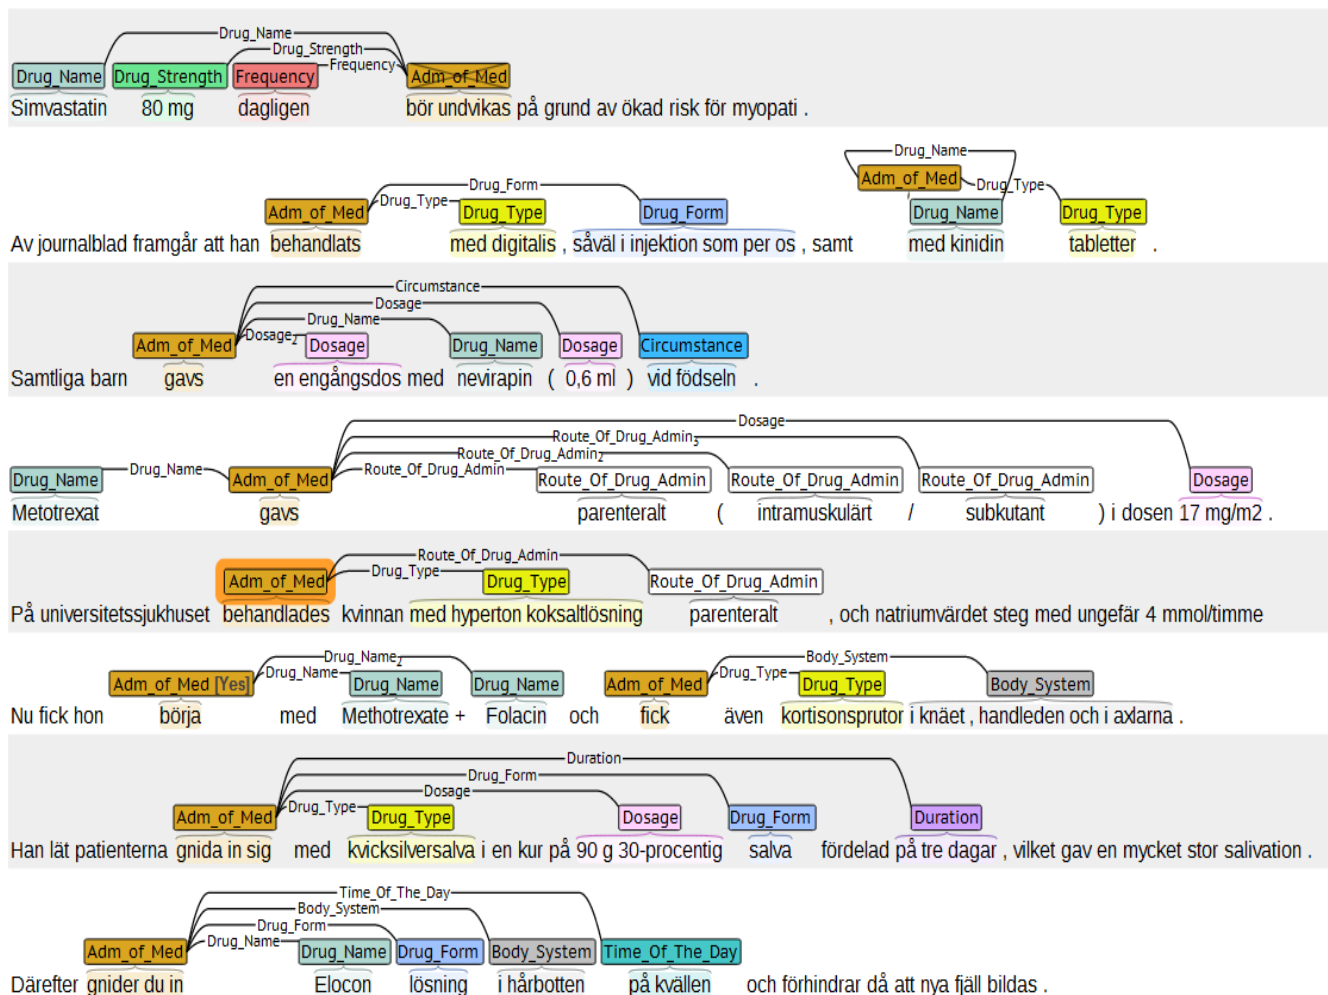 Drug_Name
Drug_Strength
Frequency
Drug_Name Drug_Strength Frequency Adm_of_Med
Simvastatin 80 mg dagligen bör undvikas på grund av ökad risk för myopati .
Drug_Name
Adm_of_Med Drug_Type
Drug_Form
Drug_Type
Adm_of_Med Drug_Type Drug_Form Drug_Name Drug_Type
Av journalblad framgår att han behandlats med digitalis , såväl i injektion som per os , samt med kinidin tabletter .
Circumstance
Dosage
Drug_Name
Dosage2
Adm_of_Med Dosage Drug_Name Dosage Circumstance
Samtliga barn gavs en engångsdos med nevirapin ( 0,6 ml ) vid födseln .
Dosage
Route_Of_Drug_Admin3
Route_Of_Drug_Admin2
Drug_Name Route_Of_Drug_Admin
Drug_Name Adm_of_Med Route_Of_Drug_Admin Route_Of_Drug_Admin Route_Of_Drug_Admin Dosage
Metotrexat gavs parenteralt ( intramuskulärt / subkutant ) i dosen 17 mg/m2 .
Route_Of_Drug_Admin
Drug_Type
Adm_of_Med Drug_Type Route_Of_Drug_Admin
På universitetssjukhuset behandlades kvinnan med hyperton koksaltlösning parenteralt , och natriumvärdet steg med ungefär 4 mmol/timme
Drug_Name2 Body_System
Drug_Name Drug_Type
Adm_of_Med [Yes] Drug_Name Drug_Name Adm_of_Med Drug_Type Body_System
Nu fick hon börja med Methotrexate + Folacin och fick även kortisonsprutor i knäet , handleden och i axlarna .
Duration
Drug_Form
Dosage
Drug_Type
Adm_of_Med Drug_Type Dosage Drug_Form Duration
Han lät patienterna gnida in sig med kvicksilversalva i en kur på 90 g 30-procentig salva fördelad på tre dagar , vilket gav en mycket stor salivation .
Time_Of_The_Day
Body_System
Drug_Form
Drug_Name
Adm_of_Med Drug_Name Drug_Form Body_System Time_Of_The_Day
Därefter gnider du in Elocon lösning i hårbotten på kvällen och förhindrar då att nya fjäll bildas .